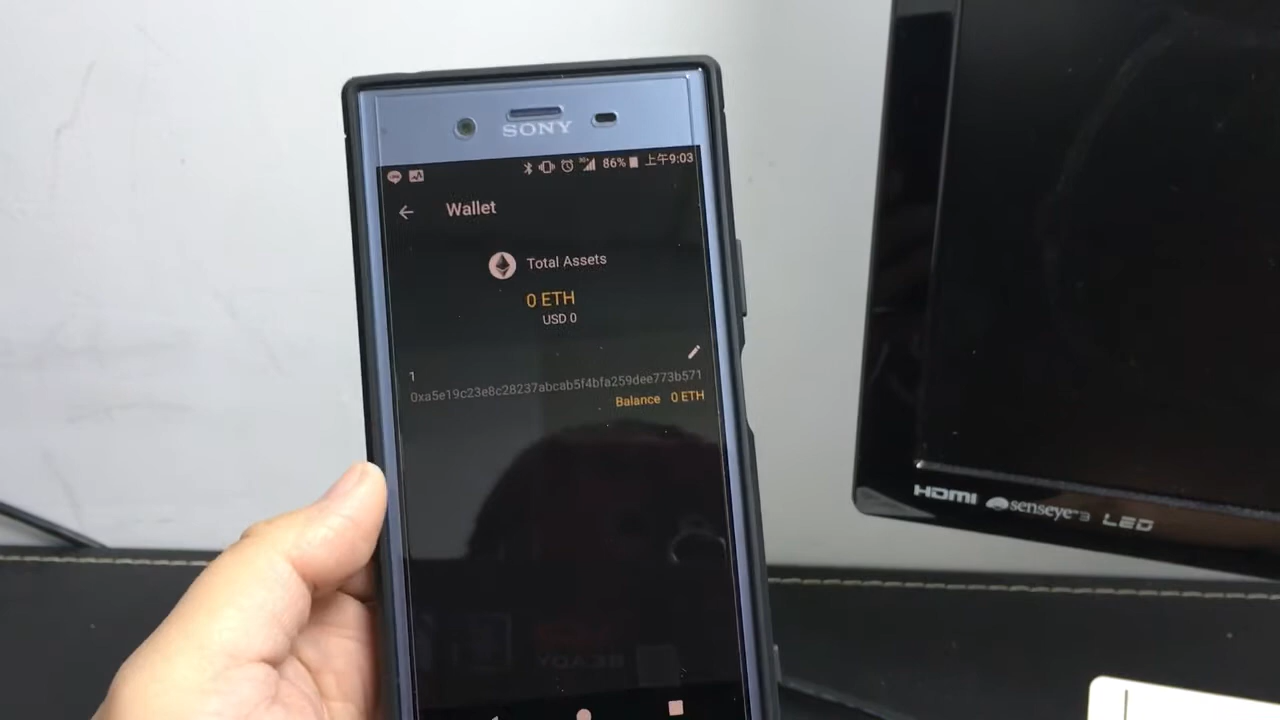 SONY
86% 上午9:03
Wallet
Total Assets
0 ETH
USD 0
1
0xa5e19c23e8c28237abcab5f4bfa259dee773b571
Balance 0 ETH
HDMI senseye™3 LED